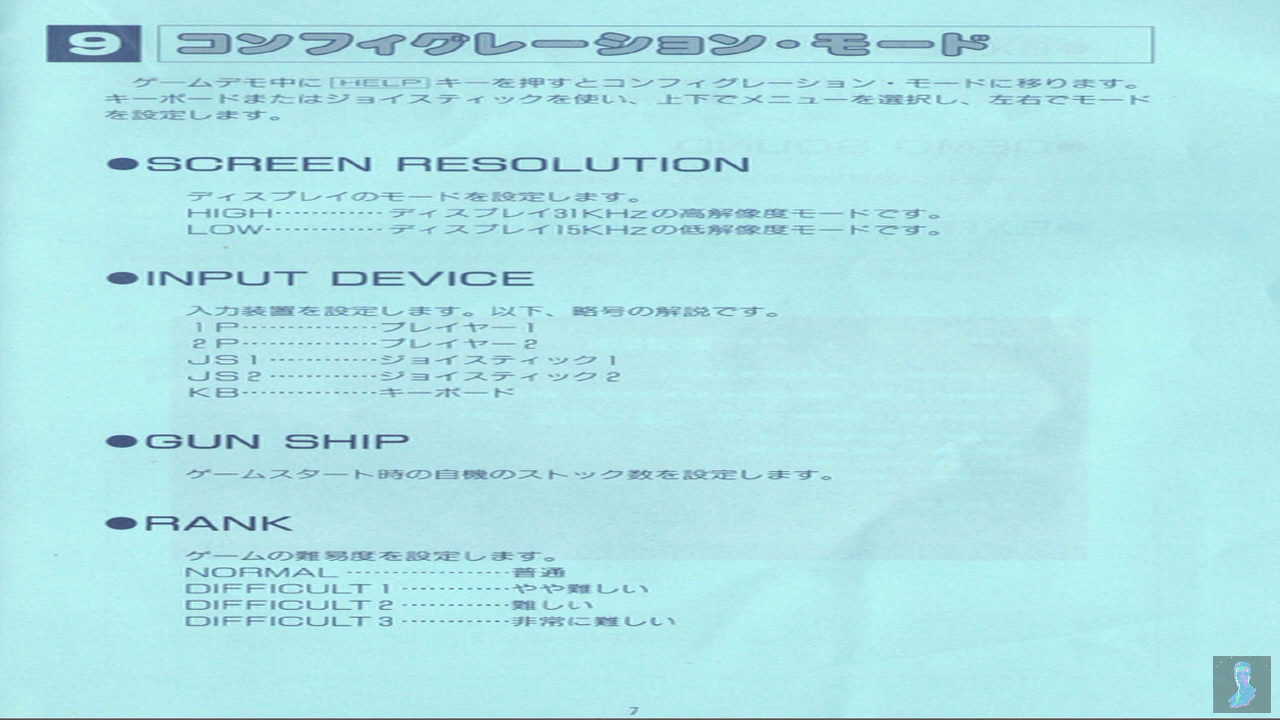 9 コンフィグレーション・モード
ゲームデモ中に[HELP]キーを押すとコンフィグレーション・モードに移ります。
キーボードまたはジョイスティックを使い、上下でメニューを選択し、左右でモード
を設定します。
●SCREEN RESOLUTION
ディスプレイのモードを設定します。
HIGH············ディスプレイ31KHzの高解像度モードです。
LOW·············ディスプレイ15KHzの低解像度モードです。
●INPUT DEVICE
入力装置を設定します。以下、略号の解説です。
1P···············プレイヤー1
2P···············プレイヤー2
JS1············ジョイスティック1
JS2············ジョイスティック2
KB···············キーボード
●GUN SHIP
ゲームスタート時の自機のストック数を設定します。
●RANK
ゲームの難易度を設定します。
NORMAL··················普通
DIFFICULT1············やや難しい
DIFFICULT2············難しい
DIFFICULT3············非常に難しい
7